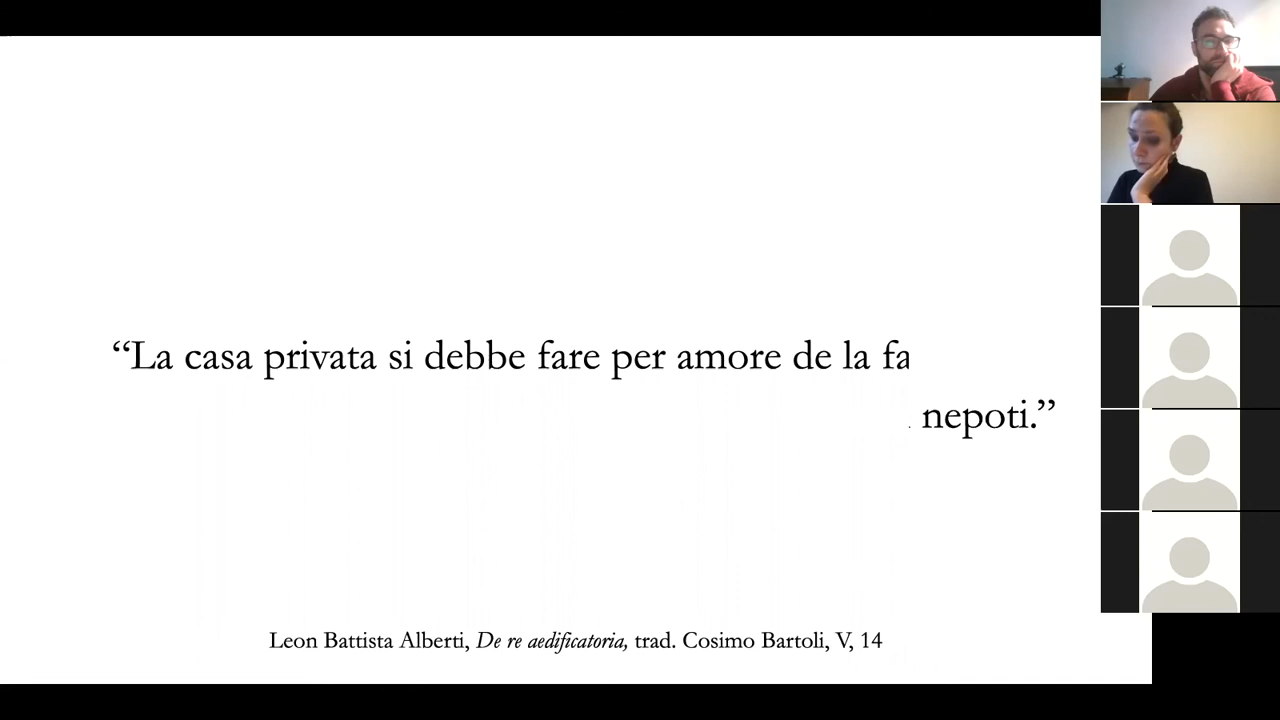 “La casa privata si debbe fare per amore de la fa
nepoti.”
Leon Battista Alberti, De re aedificatoria, trad. Cosimo Bartoli, V, 14